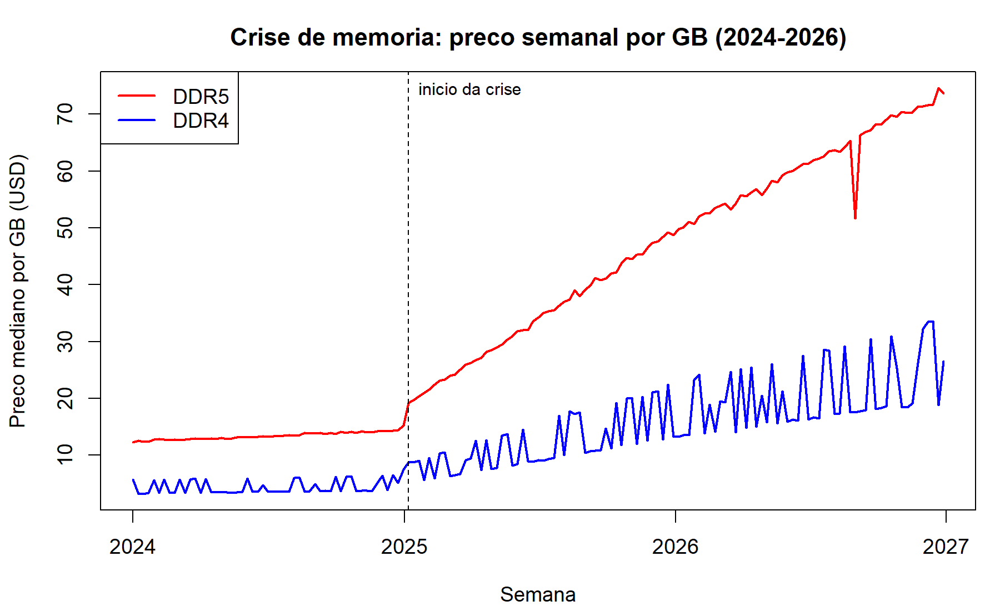 Crise de memoria: preco semanal por GB (2024-2026)
DDR5
DDR4
inicio da crise
Preco mediano por GB (USD)
70
60
50
40
30
20
10
2024 2025 2026 2027
Semana